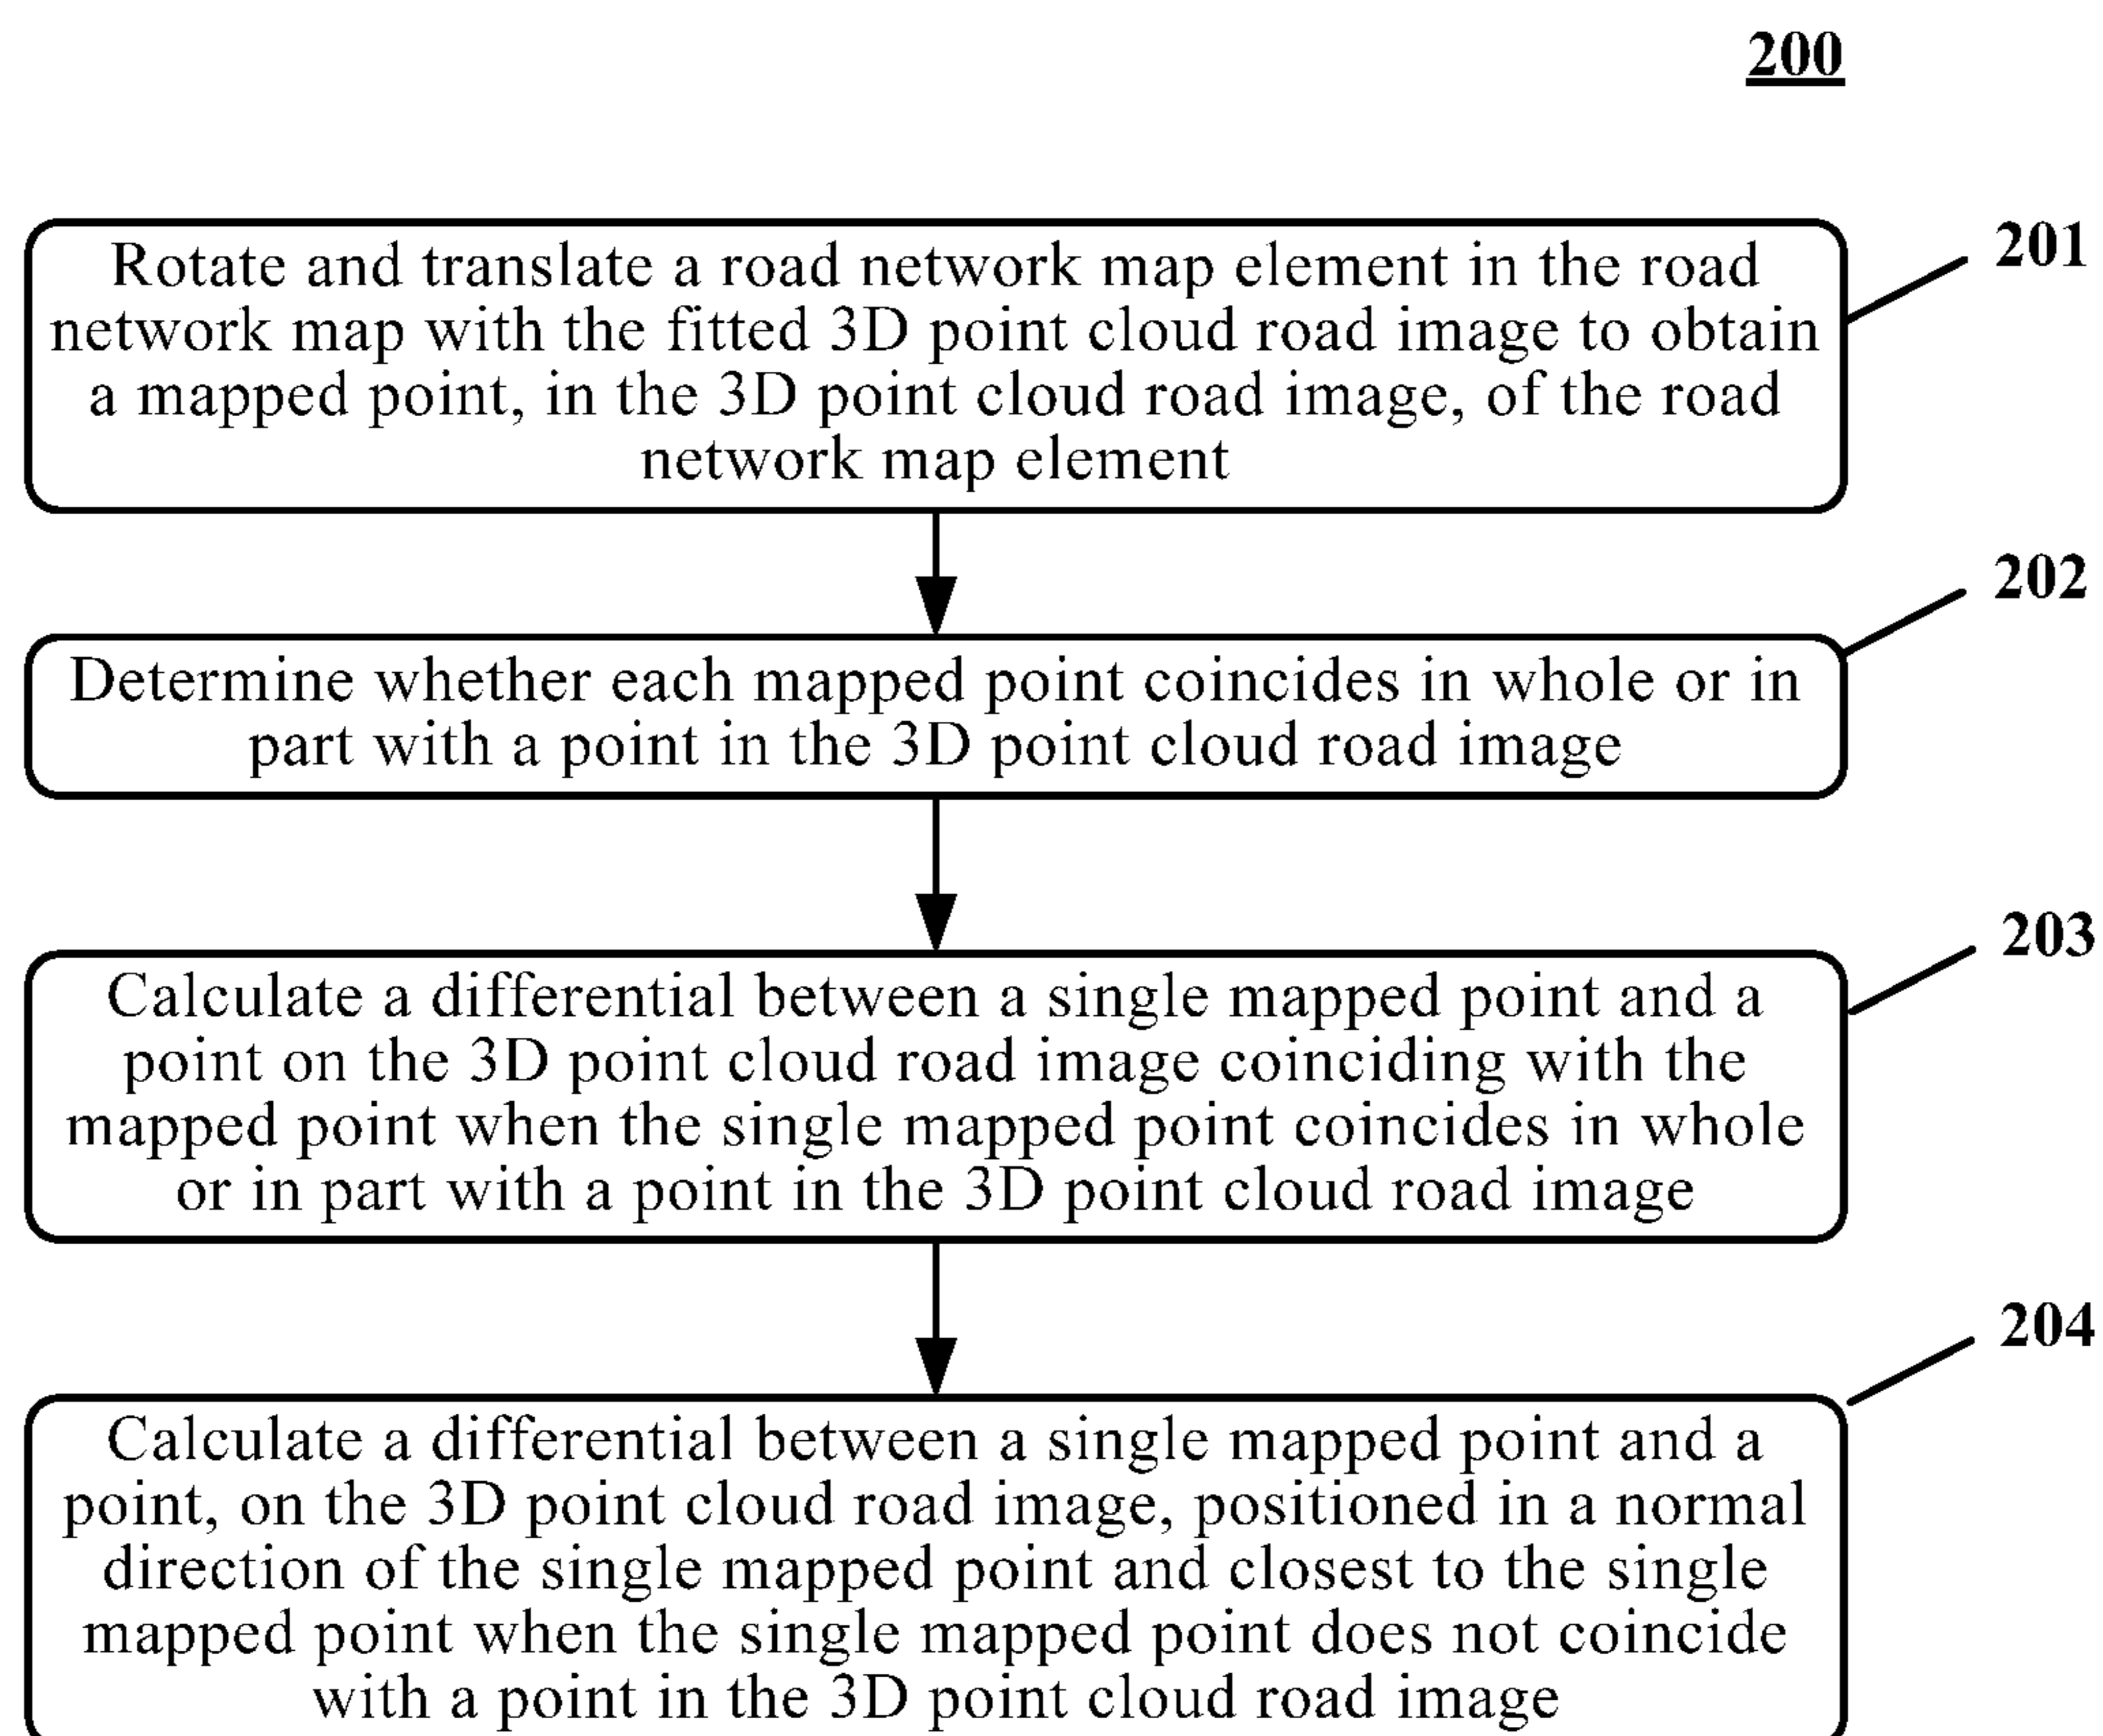 200
201
Rotate and translate a road network map element in the road
network map with the fitted 3D point cloud road image to obtain
a mapped point, in the 3D point cloud road image, of the road
network map element
202
Determine whether each mapped point coincides in whole or in
part with a point in the 3D point cloud road image
203
Calculate a differential between a single mapped point and a
point on the 3D point cloud road image coinciding with the
mapped point when the single mapped point coincides in whole
or in part with a point in the 3D point cloud road image
204
Calculate a differential between a single mapped point and a
point, on the 3D point cloud road image, positioned in a normal
direction of the single mapped point and closest to the single
mapped point when the single mapped point does not coincide
with a point in the 3D point cloud road image